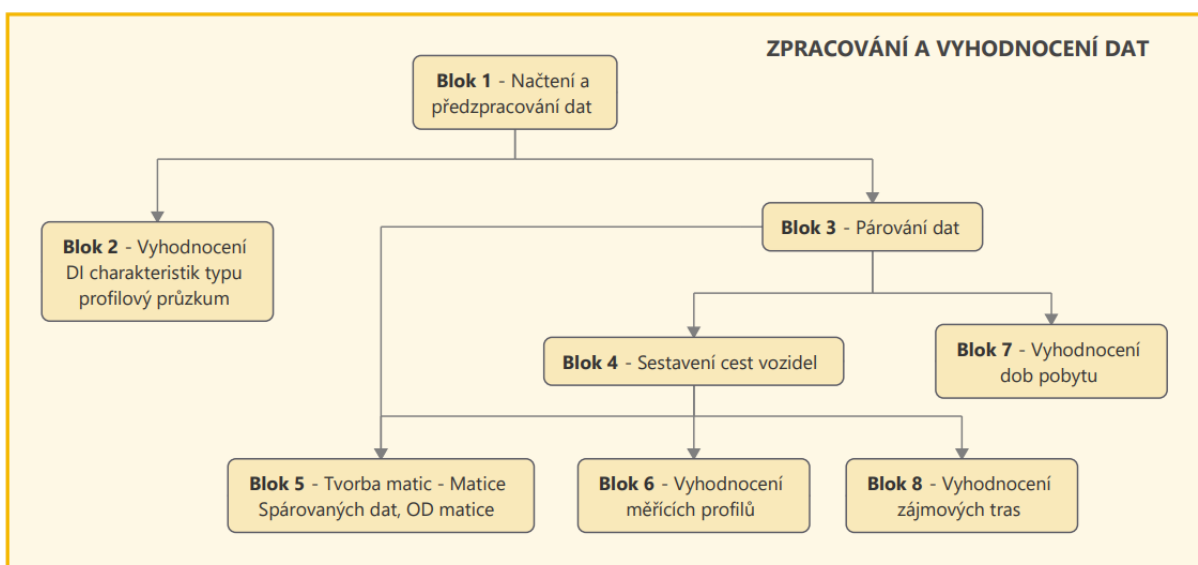 ZPRACOVÁNÍ A VYHODNOCENÍ DAT
Blok 1 - Načtení a
předzpracování dat
Blok 2 - Vyhodnocení
DI charakteristik typu
profilový průzkum
Blok 3 - Párování dat
Blok 4 - Sestavení cest vozidel
Blok 7 - Vyhodnocení
dob pobytu
Blok 5 - Tvorba matic - Matice
Spárovaných dat, OD matice
Blok 6 - Vyhodnocení
měřících profilů
Blok 8 - Vyhodnocení
zájmových tras